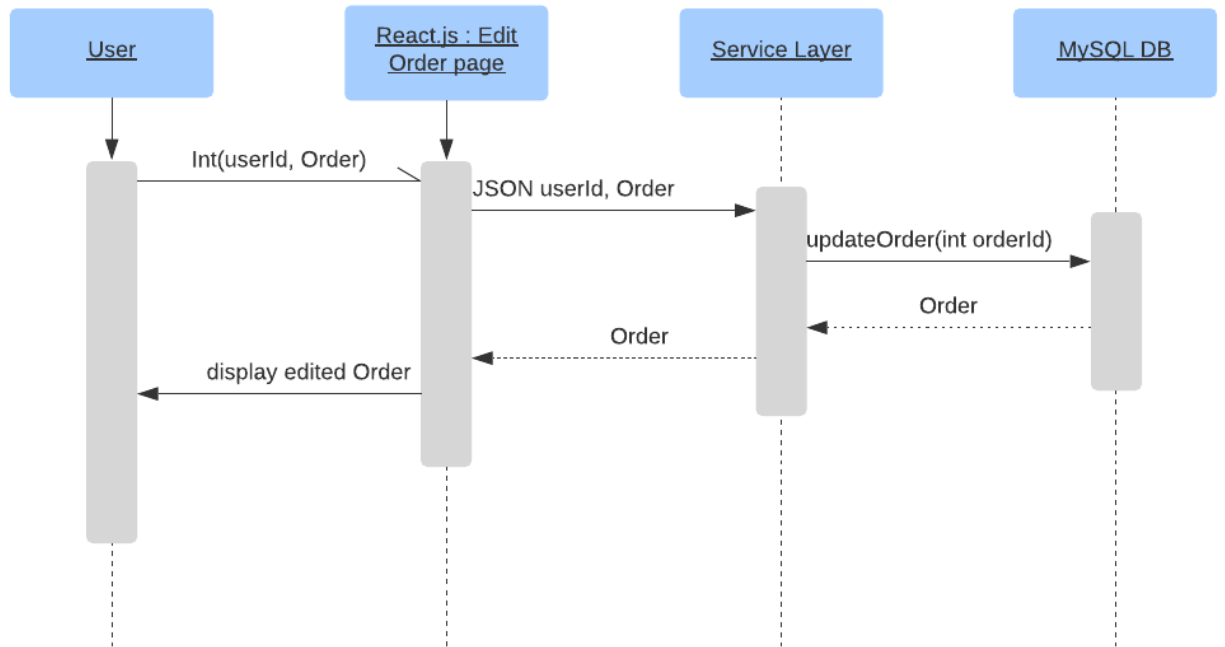 User
React.js : Edit
Order page
Service Layer
MySQL DB
Int(userId, Order)
JSON userId, Order
updateOrder(int orderId)
Order
Order
display edited Order